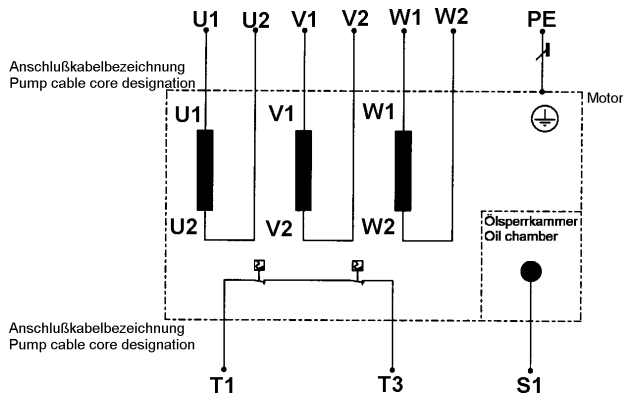 U1 U2 V1 V2 W1 W2 PE
Anschlußkabelbezeichnung
Pump cable core designation
Motor
U1 V1 W1
U2 V2 W2
Ölsperrkammer
Oil chamber
Anschlußkabelbezeichnung
Pump cable core designation
T1 T3 S1